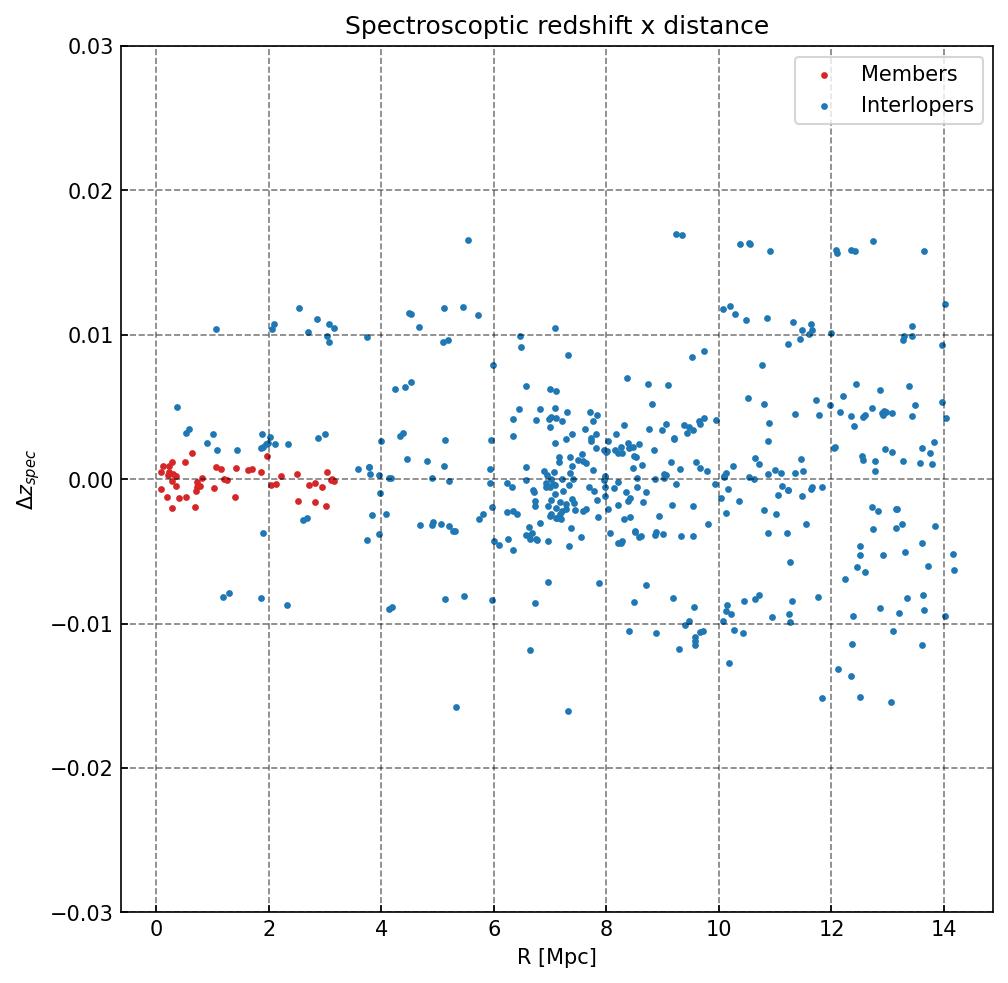 Spectroscoptic redshift x distance
Members
Interlopers
0.03
0.02
0.01
0.00
−0.01
−0.02
−0.03
Δz_spec
0 2 4 6 8 10 12 14
R [Mpc]